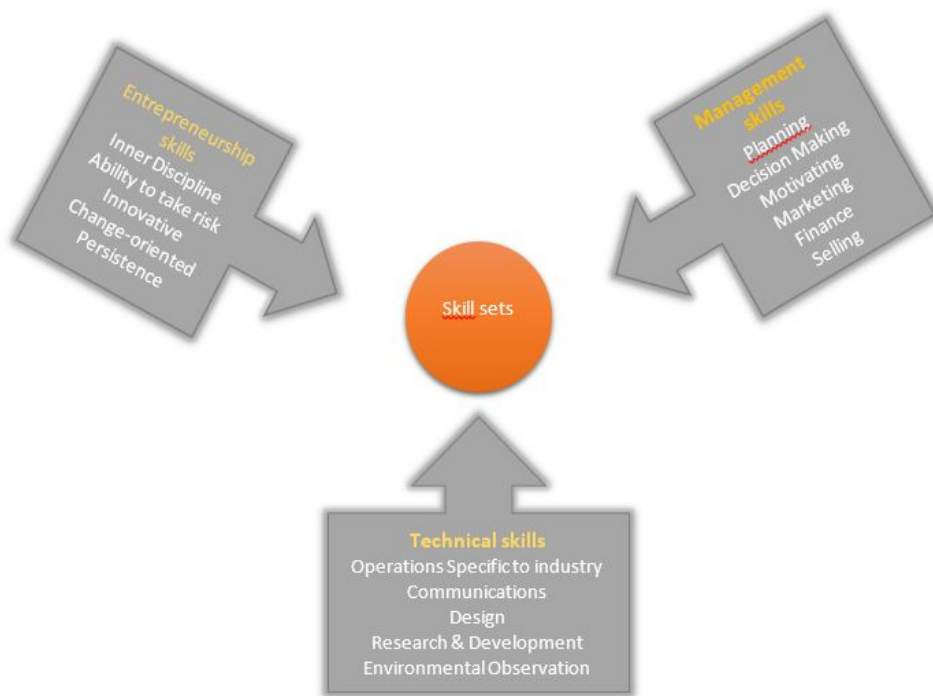 Entrepreneurship
skills
Inner Discipline
Ability to take risk
Innovative
Change-oriented
Persistence
Management
skills
Planning
Decision Making
Motivating
Marketing
Finance
Selling
Skill sets
Technical skills
Operations Specific to industry
Communications
Design
Research & Development
Environmental Observation